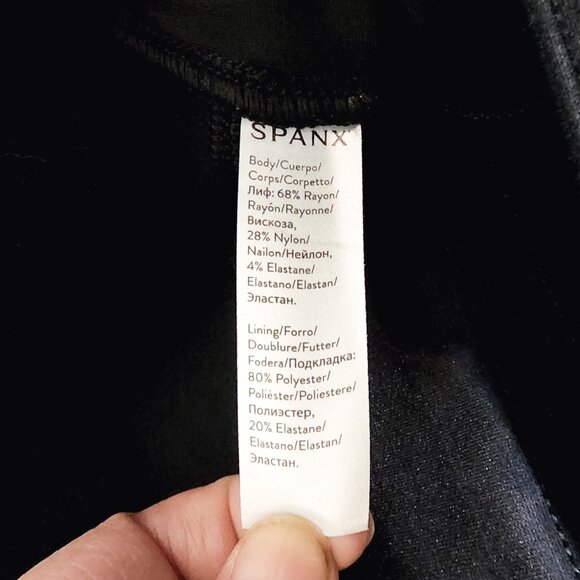 SPANX
Body/Cuerpo/
Corps/Corpetto/
Лиф: 68% Rayon/
Rayón/Rayonne/
Вискоза,
28% Nylon/
Nailon/Нейлон,
4% Elastane/
Elastano/Elastan/
Эластан.
Lining/Forro/
Doublure/Futter/
Fodera/Подкладка:
80% Polyester/
Poliéster/Poliestere/
Полиэстер,
20% Elastane/
Elastano/Elastan/
Эластан.